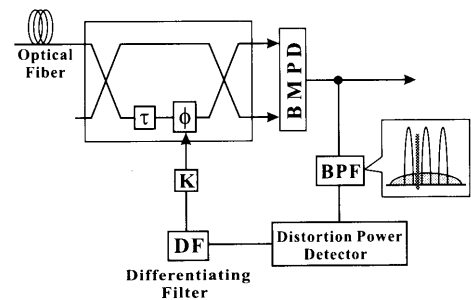 Optical
Fiber
τ
ϕ
BMPD
K
BPF
DF
Distortion Power
Detector
Differentiating
Filter